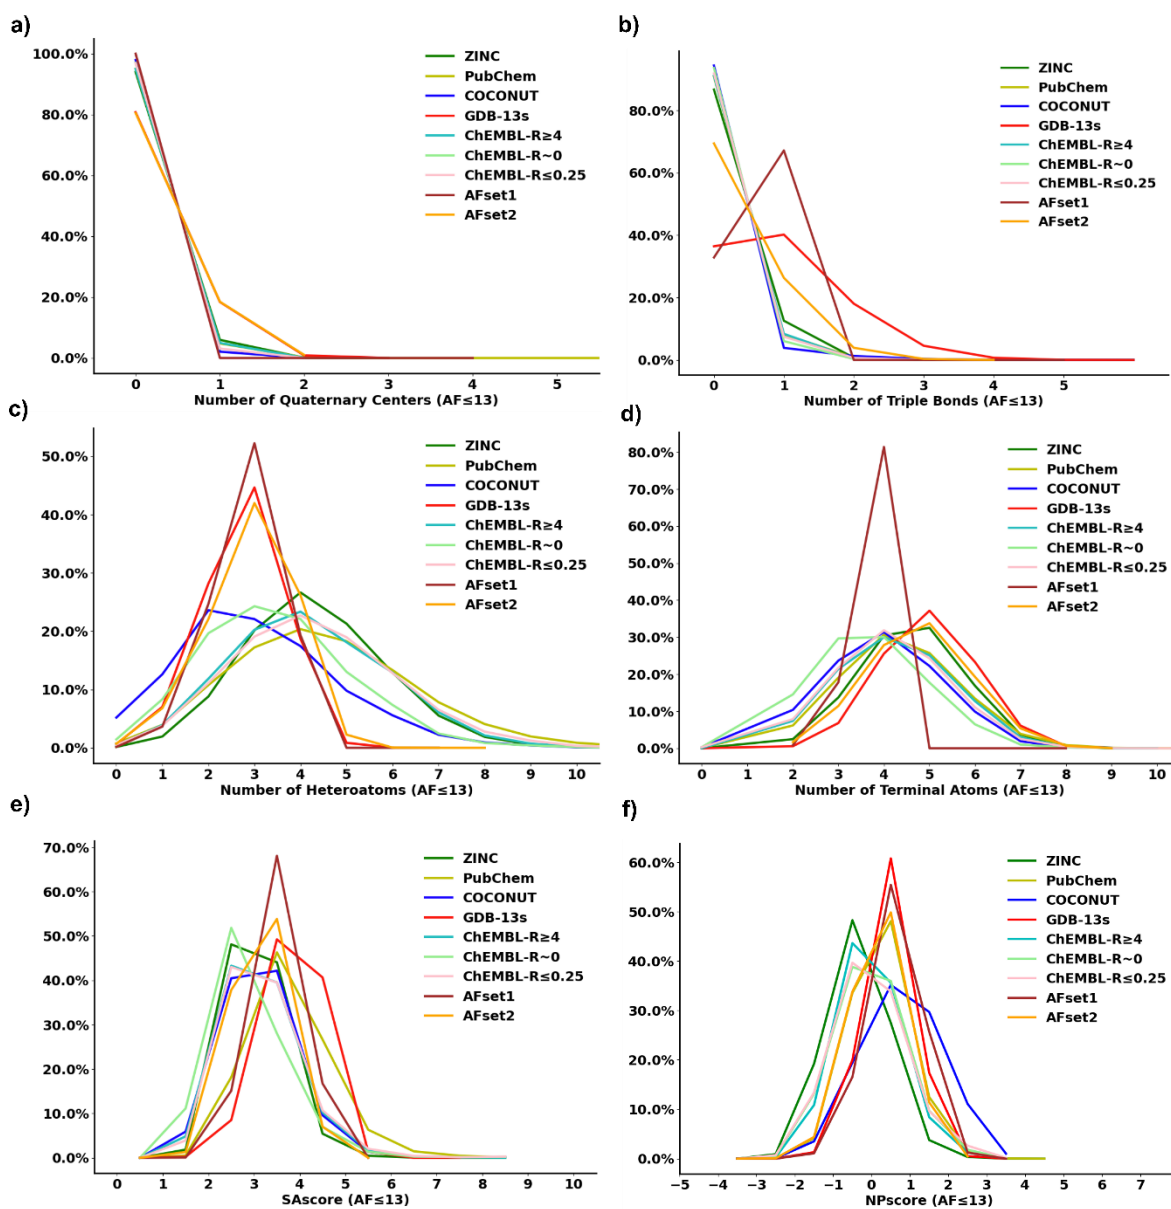 a)
100.0%
80.0%
60.0%
40.0%
20.0%
0.0%
ZINC
PubChem
COCONUT
GDB-13s
ChEMBL-R≥4
ChEMBL-R~0
ChEMBL-R≤0.25
AFset1
AFset2
0 1 2 3 4 5
Number of Quaternary Centers (AF≤13)
b)
80.0%
60.0%
40.0%
20.0%
0.0%
ZINC
PubChem
COCONUT
GDB-13s
ChEMBL-R≥4
ChEMBL-R~0
ChEMBL-R≤0.25
AFset1
AFset2
0 1 2 3 4 5
Number of Triple Bonds (AF≤13)
c)
50.0%
40.0%
30.0%
20.0%
10.0%
0.0%
ZINC
PubChem
COCONUT
GDB-13s
ChEMBL-R≥4
ChEMBL-R~0
ChEMBL-R≤0.25
AFset1
AFset2
0 1 2 3 4 5 6 7 8 9 10
Number of Heteroatoms (AF≤13)
d)
80.0%
70.0%
60.0%
50.0%
40.0%
30.0%
20.0%
10.0%
0.0%
ZINC
PubChem
COCONUT
GDB-13s
ChEMBL-R≥4
ChEMBL-R~0
ChEMBL-R≤0.25
AFset1
AFset2
0 1 2 3 4 5 6 7 8 9 10
Number of Terminal Atoms (AF≤13)
e)
70.0%
60.0%
50.0%
40.0%
30.0%
20.0%
10.0%
0.0%
ZINC
PubChem
COCONUT
GDB-13s
ChEMBL-R≥4
ChEMBL-R~0
ChEMBL-R≤0.25
AFset1
AFset2
0 1 2 3 4 5 6 7 8 9 10
SAscore (AF≤13)
f)
60.0%
50.0%
40.0%
30.0%
20.0%
10.0%
0.0%
ZINC
PubChem
COCONUT
GDB-13s
ChEMBL-R≥4
ChEMBL-R~0
ChEMBL-R≤0.25
AFset1
AFset2
−5 −4 −3 −2 −1 0 1 2 3 4 5 6 7
NPscore (AF≤13)